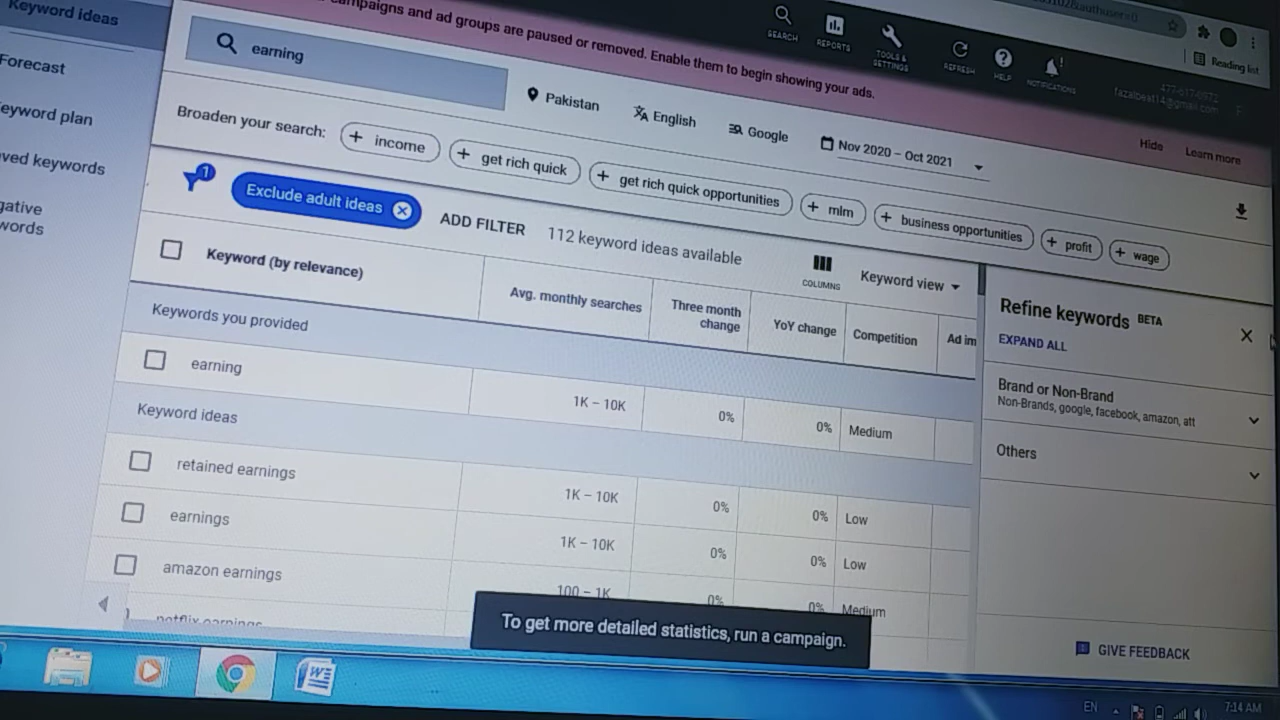 Keyword ideas
Forecast
eyword plan
ved keywords
gative
words
earning
campaigns and ad groups are paused or removed. Enable them to begin showing your ads.
SEARCH
REPORTS
TOOLS &
SETTINGS
REFRESH
HELP
NOTIFICATIONS
Reading list
Hide
Learn more
Pakistan
English
Google
Nov 2020 – Oct 2021
Broaden your search:
+ income
+ get rich quick
+ get rich quick opportunities
+ mlm
+ business opportunities
+ profit
+ wage
1
Exclude adult ideas
ADD FILTER
112 keyword ideas available
COLUMNS
Keyword view
Keyword (by relevance)
Avg. monthly searches
Three month
change
YoY change
Competition
Ad im
Keywords you provided
earning
1K – 10K
0%
0%
Medium
Keyword ideas
retained earnings
1K – 10K
0%
0%
Low
earnings
1K – 10K
0%
0%
Low
amazon earnings
100 – 1K
0%
0%
Medium
netflix earnings
To get more detailed statistics, run a campaign.
Refine keywords BETA
EXPAND ALL
Brand or Non-Brand
Non-Brands, google, facebook, amazon, att
Others
GIVE FEEDBACK
EN
7:14 AM